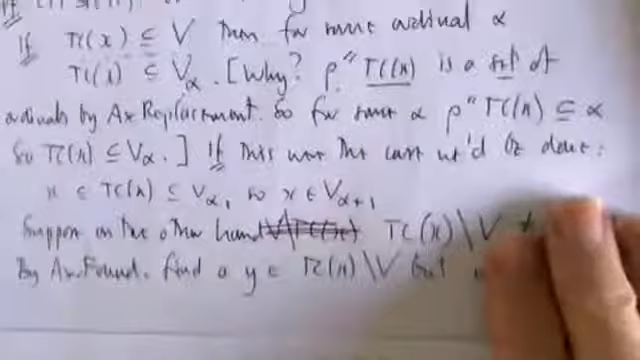 If TC(x) ⊆ V then for some ordinal α
TC(x) ⊆ Vα. [Why? ρ"TC(x) is a set of
ordinals by Ax Replacement. So for some α ρ"TC(x) ⊆ α
So TC(x) ⊆ Vα.] If this were the case we'd be done:
x ∈ TC(x) ⊆ Vα, so x ∈ Vα+1
Suppose on the other hand TC(x) \ V ≠
By Ax. Found. find a y ∈ TC(x) \ V but